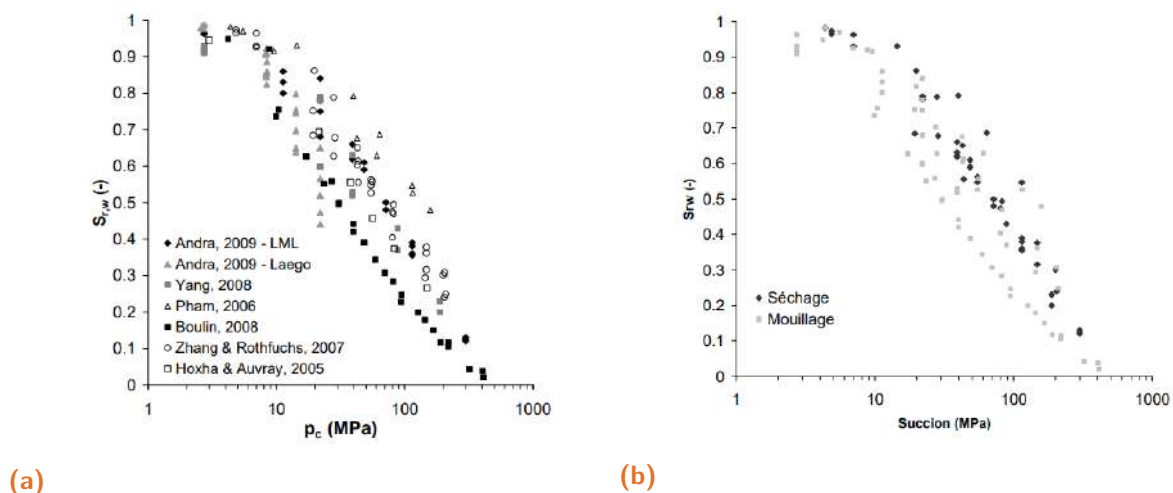 1
0.9
0.8
0.7
0.6
0.5
0.4
0.3
0.2
0.1
0
S_r,w (-)
Andra, 2009 - LML
Andra, 2009 - Laego
Yang, 2008
Pham, 2006
Boulin, 2008
Zhang & Rothfuchs, 2007
Hoxha & Auvray, 2005
1 10 100 1000
p_c (MPa)
(a)
1
0.9
0.8
0.7
0.6
0.5
0.4
0.3
0.2
0.1
0
Srw (-)
Séchage
Mouillage
1 10 100 1000
Succion (MPa)
(b)